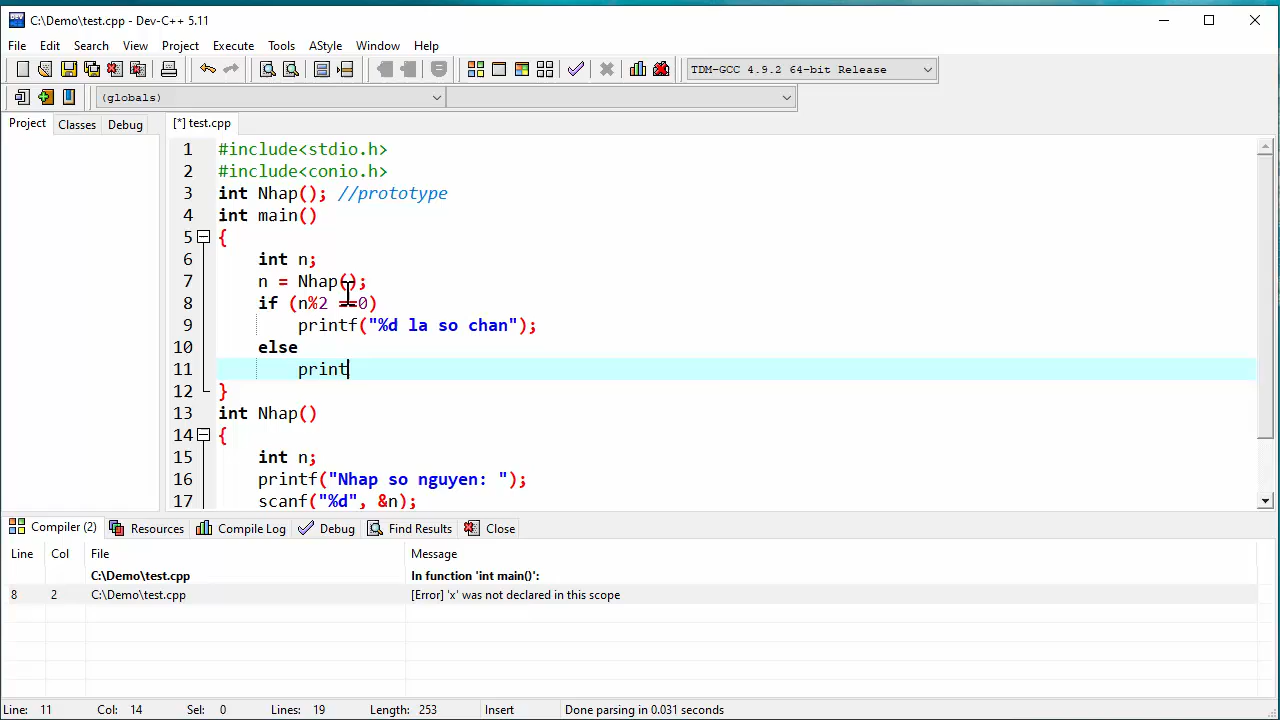 C:\Demo\test.cpp - Dev-C++ 5.11
File Edit Search View Project Execute Tools AStyle Window Help
TDM-GCC 4.9.2 64-bit Release
(globals)
Project Classes Debug [*] test.cpp
1 #include<stdio.h>
2 #include<conio.h>
3 int Nhap(); //prototype
4 int main()
5 {
6 int n;
7 n = Nhap();
8 if (n%2 ==0)
9 printf("%d la so chan");
10 else
11 print
12 }
13 int Nhap()
14 {
15 int n;
16 printf("Nhap so nguyen: ");
17 scanf("%d", &n);
Compiler (2) Resources Compile Log Debug Find Results Close
Line Col File Message
C:\Demo\test.cpp In function 'int main()':
8 2 C:\Demo\test.cpp [Error] 'x' was not declared in this scope
Line: 11 Col: 14 Sel: 0 Lines: 19 Length: 253 Insert Done parsing in 0.031 seconds